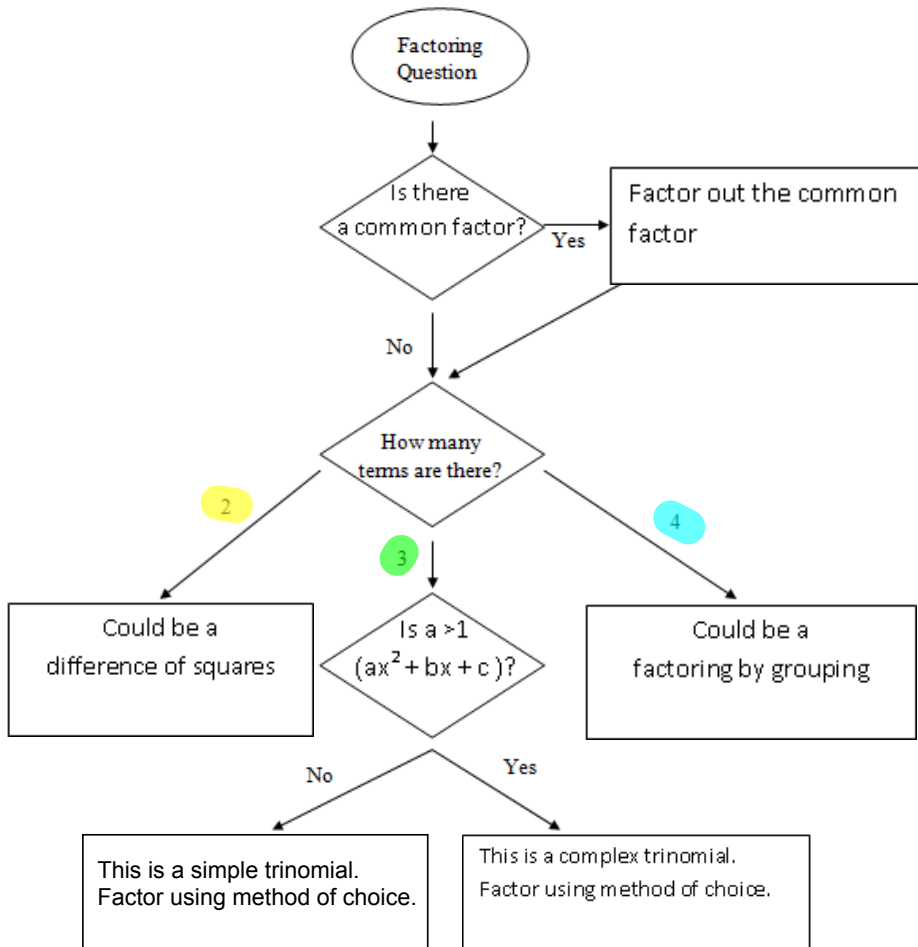 Factoring
Question
Is there
a common factor?
Yes
Factor out the common
factor
No
How many
terms are there?
2
3
4
Could be a
difference of squares
Is a >1
(ax² + bx + c )?
Could be a
factoring by grouping
No
Yes
This is a simple trinomial.
Factor using method of choice.
This is a complex trinomial.
Factor using method of choice.